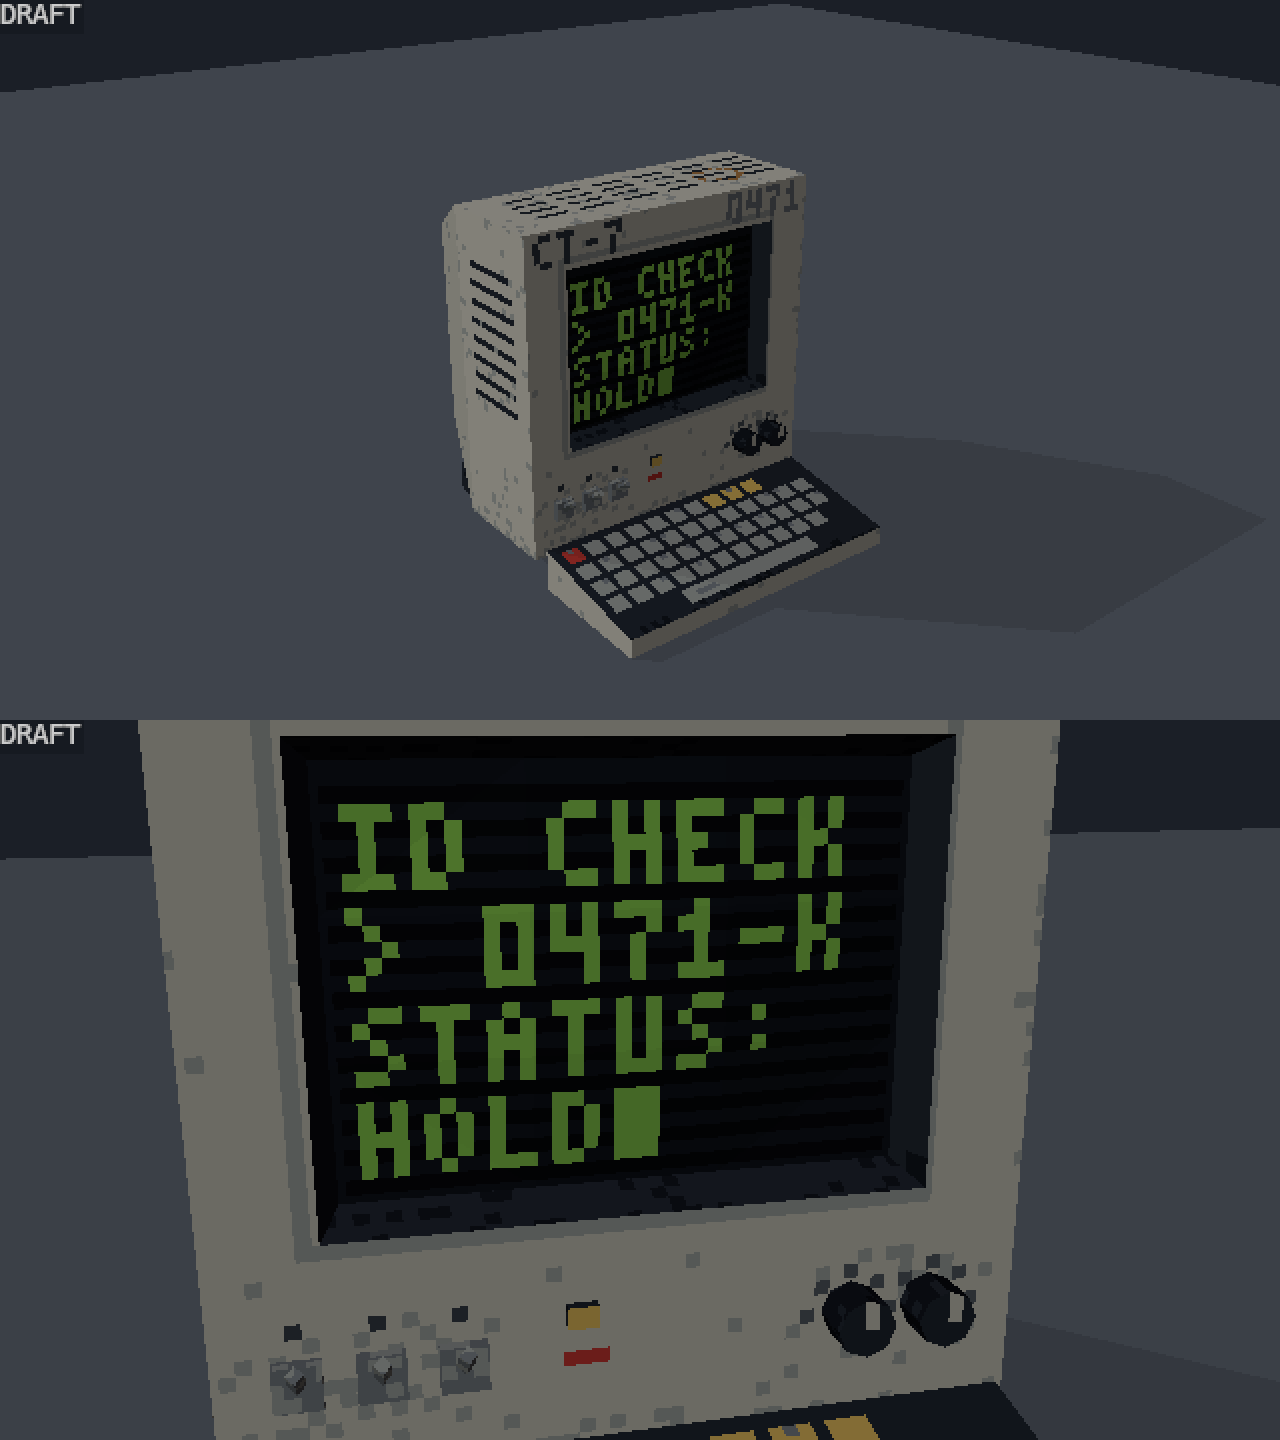 DRAFT
CT-7
0471
ID CHECK
> 0471-K
STATUS:
HOLD
DRAFT
ID CHECK
> 0471-K
STATUS:
HOLD